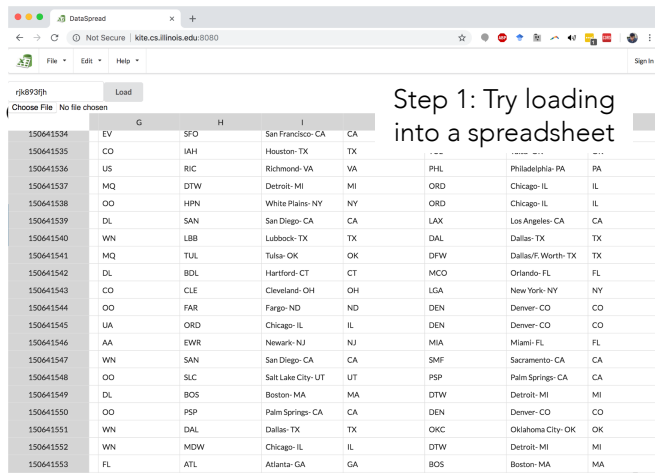 DataSpread
Not Secure | kite.cs.illinois.edu:8080
File Edit Help Sign In
rjk893fjh Load
Choose File No file chosen
Step 1: Try loading
into a spreadsheet
G H I
150641534 EV SFO San Francisco- CA CA
150641535 CO IAH Houston- TX TX
150641536 US RIC Richmond- VA VA PHL Philadelphia- PA PA
150641537 MQ DTW Detroit- MI MI ORD Chicago- IL IL
150641538 OO HPN White Plains- NY NY ORD Chicago- IL IL
150641539 DL SAN San Diego- CA CA LAX Los Angeles- CA CA
150641540 WN LBB Lubbock- TX TX DAL Dallas- TX TX
150641541 MQ TUL Tulsa- OK OK DFW Dallas/F. Worth- TX TX
150641542 DL BDL Hartford- CT CT MCO Orlando- FL FL
150641543 CO CLE Cleveland- OH OH LGA New York- NY NY
150641544 OO FAR Fargo- ND ND DEN Denver- CO CO
150641545 UA ORD Chicago- IL IL DEN Denver- CO CO
150641546 AA EWR Newark- NJ NJ MIA Miami- FL FL
150641547 WN SAN San Diego- CA CA SMF Sacramento- CA CA
150641548 OO SLC Salt Lake City- UT UT PSP Palm Springs- CA CA
150641549 DL BOS Boston- MA MA DTW Detroit- MI MI
150641550 OO PSP Palm Springs- CA CA DEN Denver- CO CO
150641551 WN DAL Dallas- TX TX OKC Oklahoma City- OK OK
150641552 WN MDW Chicago- IL IL DTW Detroit- MI MI
150641553 FL ATL Atlanta- GA GA BOS Boston- MA MA